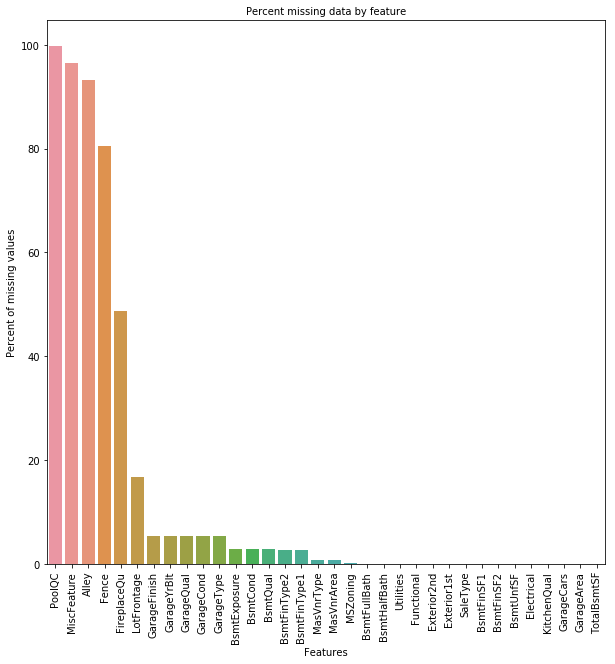 Percent missing data by feature
Percent of missing values
100
80
60
40
20
0
PoolQC
MiscFeature
Alley
Fence
FireplaceQu
LotFrontage
GarageFinish
GarageYrBlt
GarageQual
GarageCond
GarageType
BsmtExposure
BsmtCond
BsmtQual
BsmtFinType2
BsmtFinType1
MasVnrType
MasVnrArea
MSZoning
BsmtFullBath
BsmtHalfBath
Utilities
Functional
Exterior2nd
Exterior1st
SaleType
BsmtFinSF1
BsmtFinSF2
BsmtUnfSF
Electrical
KitchenQual
GarageCars
GarageArea
TotalBsmtSF
Features